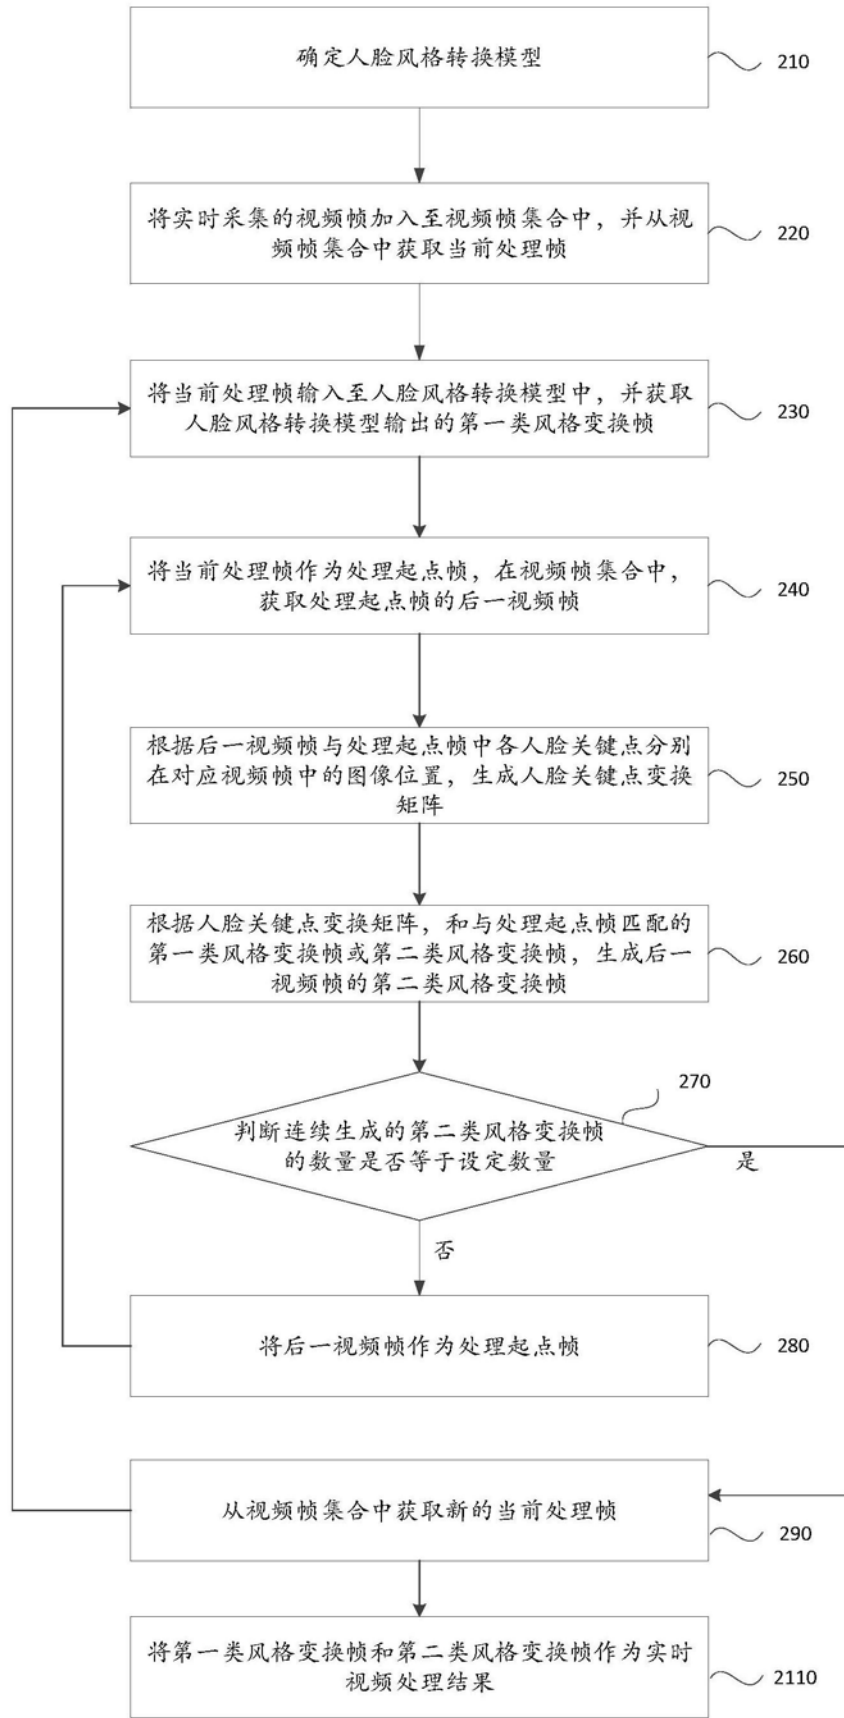 确定人脸风格转换模型
210
将实时采集的视频帧加入至视频帧集合中，并从视
频帧集合中获取当前处理帧
220
将当前处理帧输入至人脸风格转换模型中，并获取
人脸风格转换模型输出的第一类风格变换帧
230
将当前处理帧作为处理起点帧，在视频帧集合中，
获取处理起点帧的后一视频帧
240
根据后一视频帧与处理起点帧中各人脸关键点分别
在对应视频帧中的图像位置，生成人脸关键点变换
矩阵
250
根据人脸关键点变换矩阵，和与处理起点帧匹配的
第一类风格变换帧或第二类风格变换帧，生成后一
视频帧的第二类风格变换帧
260
270
判断连续生成的第二类风格变换帧
的数量是否等于设定数量
是
否
将后一视频帧作为处理起点帧
280
从视频帧集合中获取新的当前处理帧
290
将第一类风格变换帧和第二类风格变换帧作为实时
视频处理结果
2110